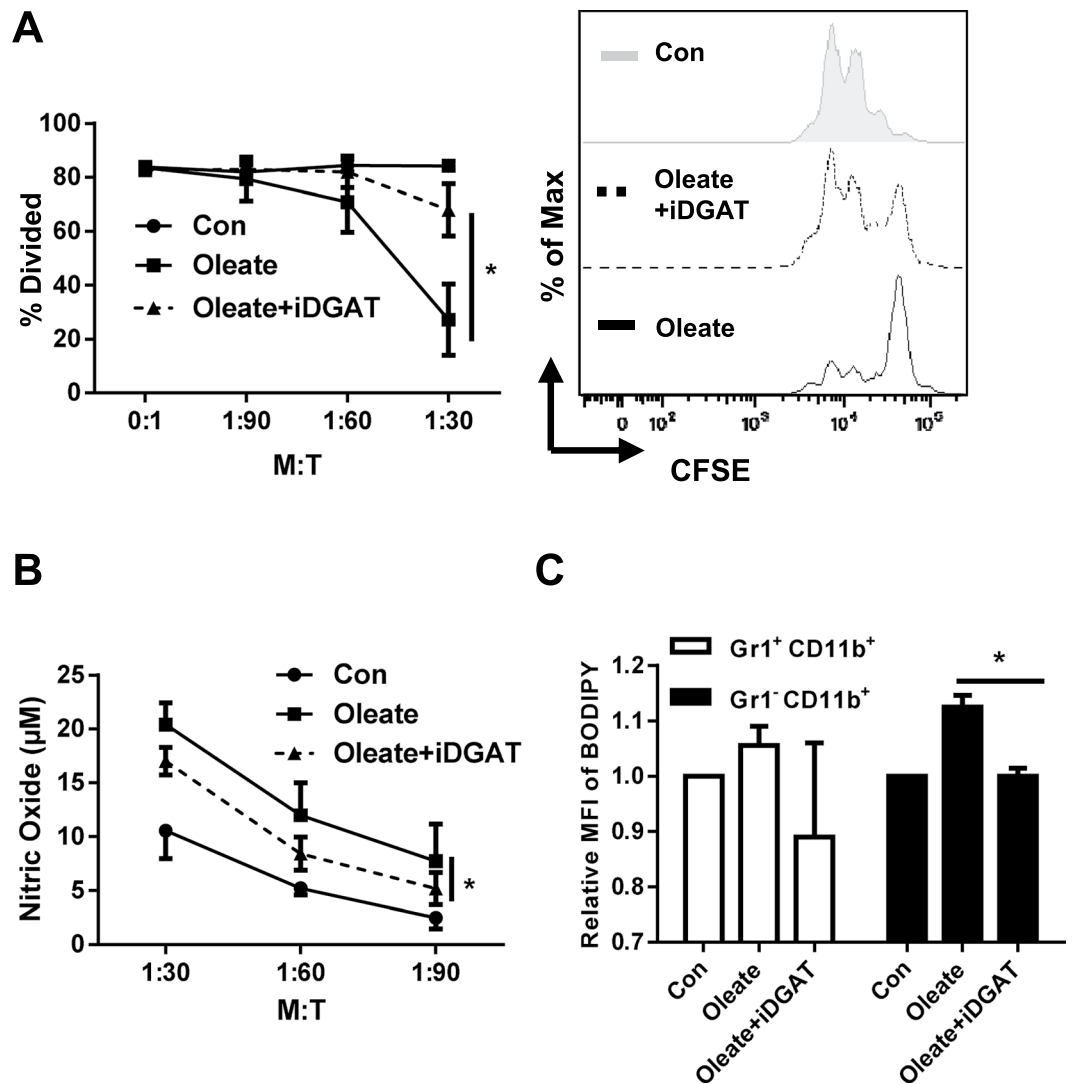 A
100
80
60
40
20
0
% Divided
Con
Oleate
Oleate+iDGAT
*
0:1 1:90 1:60 1:30
M:T
Con
Oleate
+iDGAT
Oleate
% of Max
0 10² 10³ 10⁴ 10⁵
CFSE
B
25
20
15
10
5
0
Nitric Oxide (µM)
Con
Oleate
Oleate+iDGAT
*
1:30 1:60 1:90
M:T
C
Gr1⁺ CD11b⁺
Gr1⁻ CD11b⁺
*
1.2
1.1
1.0
0.9
0.8
0.7
Relative MFI of BODIPY
Con Oleate Oleate+iDGAT Con Oleate Oleate+iDGAT